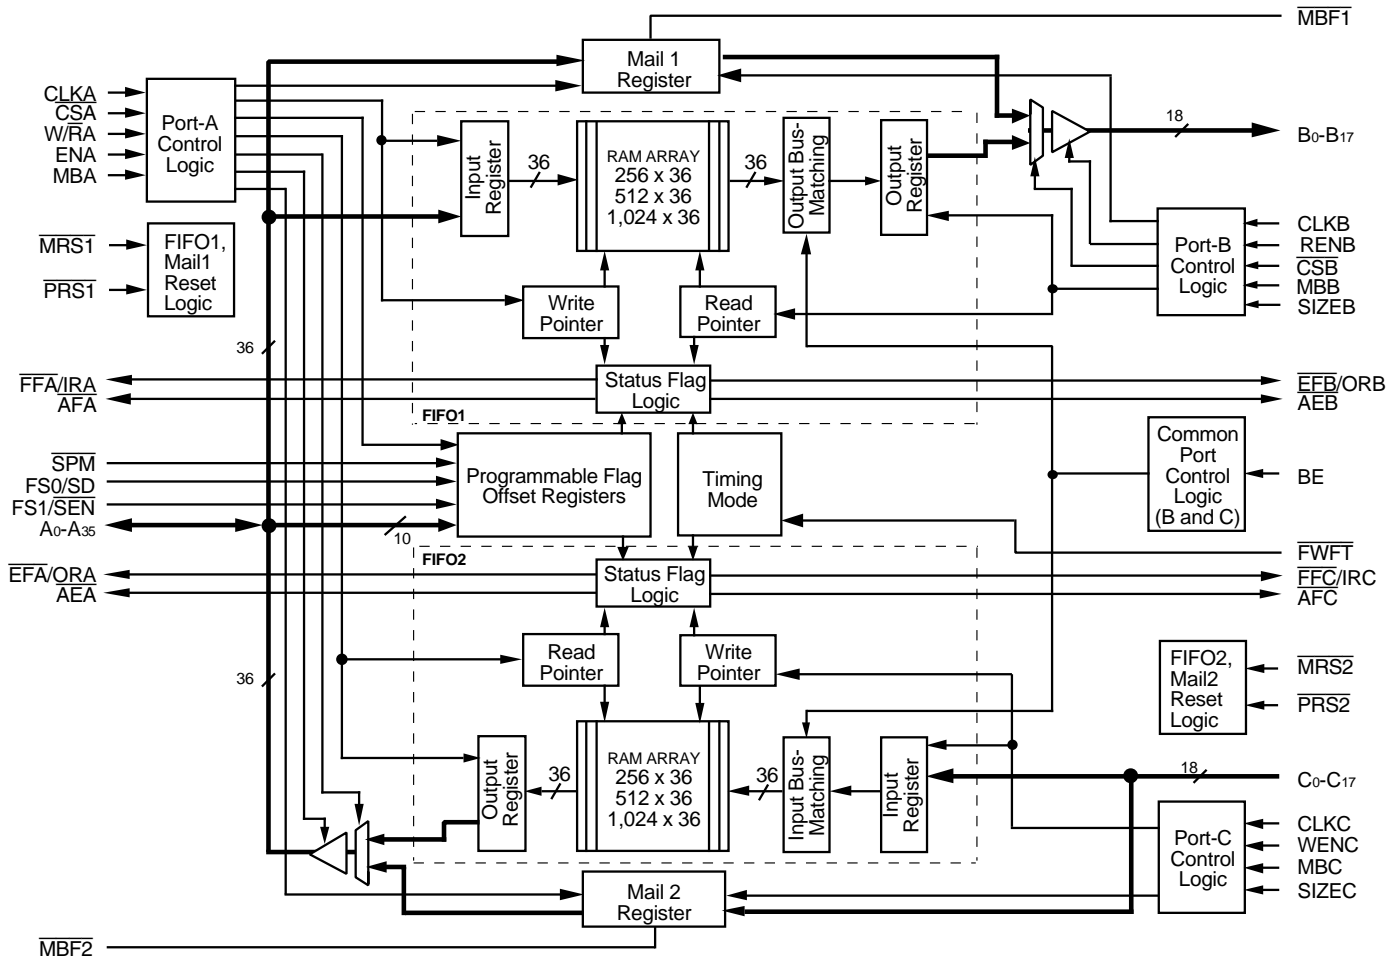 MBF1
Mail 1
Register
CLKA
CSA
W/RA
ENA
MBA
Port-A
Control
Logic
36
RAM ARRAY
256 x 36
512 x 36
1,024 x 36
36
Input
Register
Output Bus-
Matching
Output
Register
18
B0-B17
MRS1
PRS1
FIFO1,
Mail1
Reset
Logic
Port-B
Control
Logic
CLKB
RENB
CSB
MBB
SIZEB
Write
Pointer
Read
Pointer
36
FFA/IRA
AFA
Status Flag
Logic
EFB/ORB
AEB
FIFO1
SPM
FS0/SD
FS1/SEN
A0-A35
Programmable Flag
Offset Registers
Timing
Mode
Common
Port
Control
Logic
(B and C)
BE
10
FIFO2
FWFT
EFA/ORA
AEA
Status Flag
Logic
FFC/IRC
AFC
Read
Pointer
Write
Pointer
36
FIFO2,
Mail2
Reset
Logic
MRS2
PRS2
Output
Register
36
RAM ARRAY
256 x 36
512 x 36
1,024 x 36
36
Input Bus-
Matching
Input
Register
18
C0-C17
Port-C
Control
Logic
CLKC
WENC
MBC
SIZEC
Mail 2
Register
MBF2